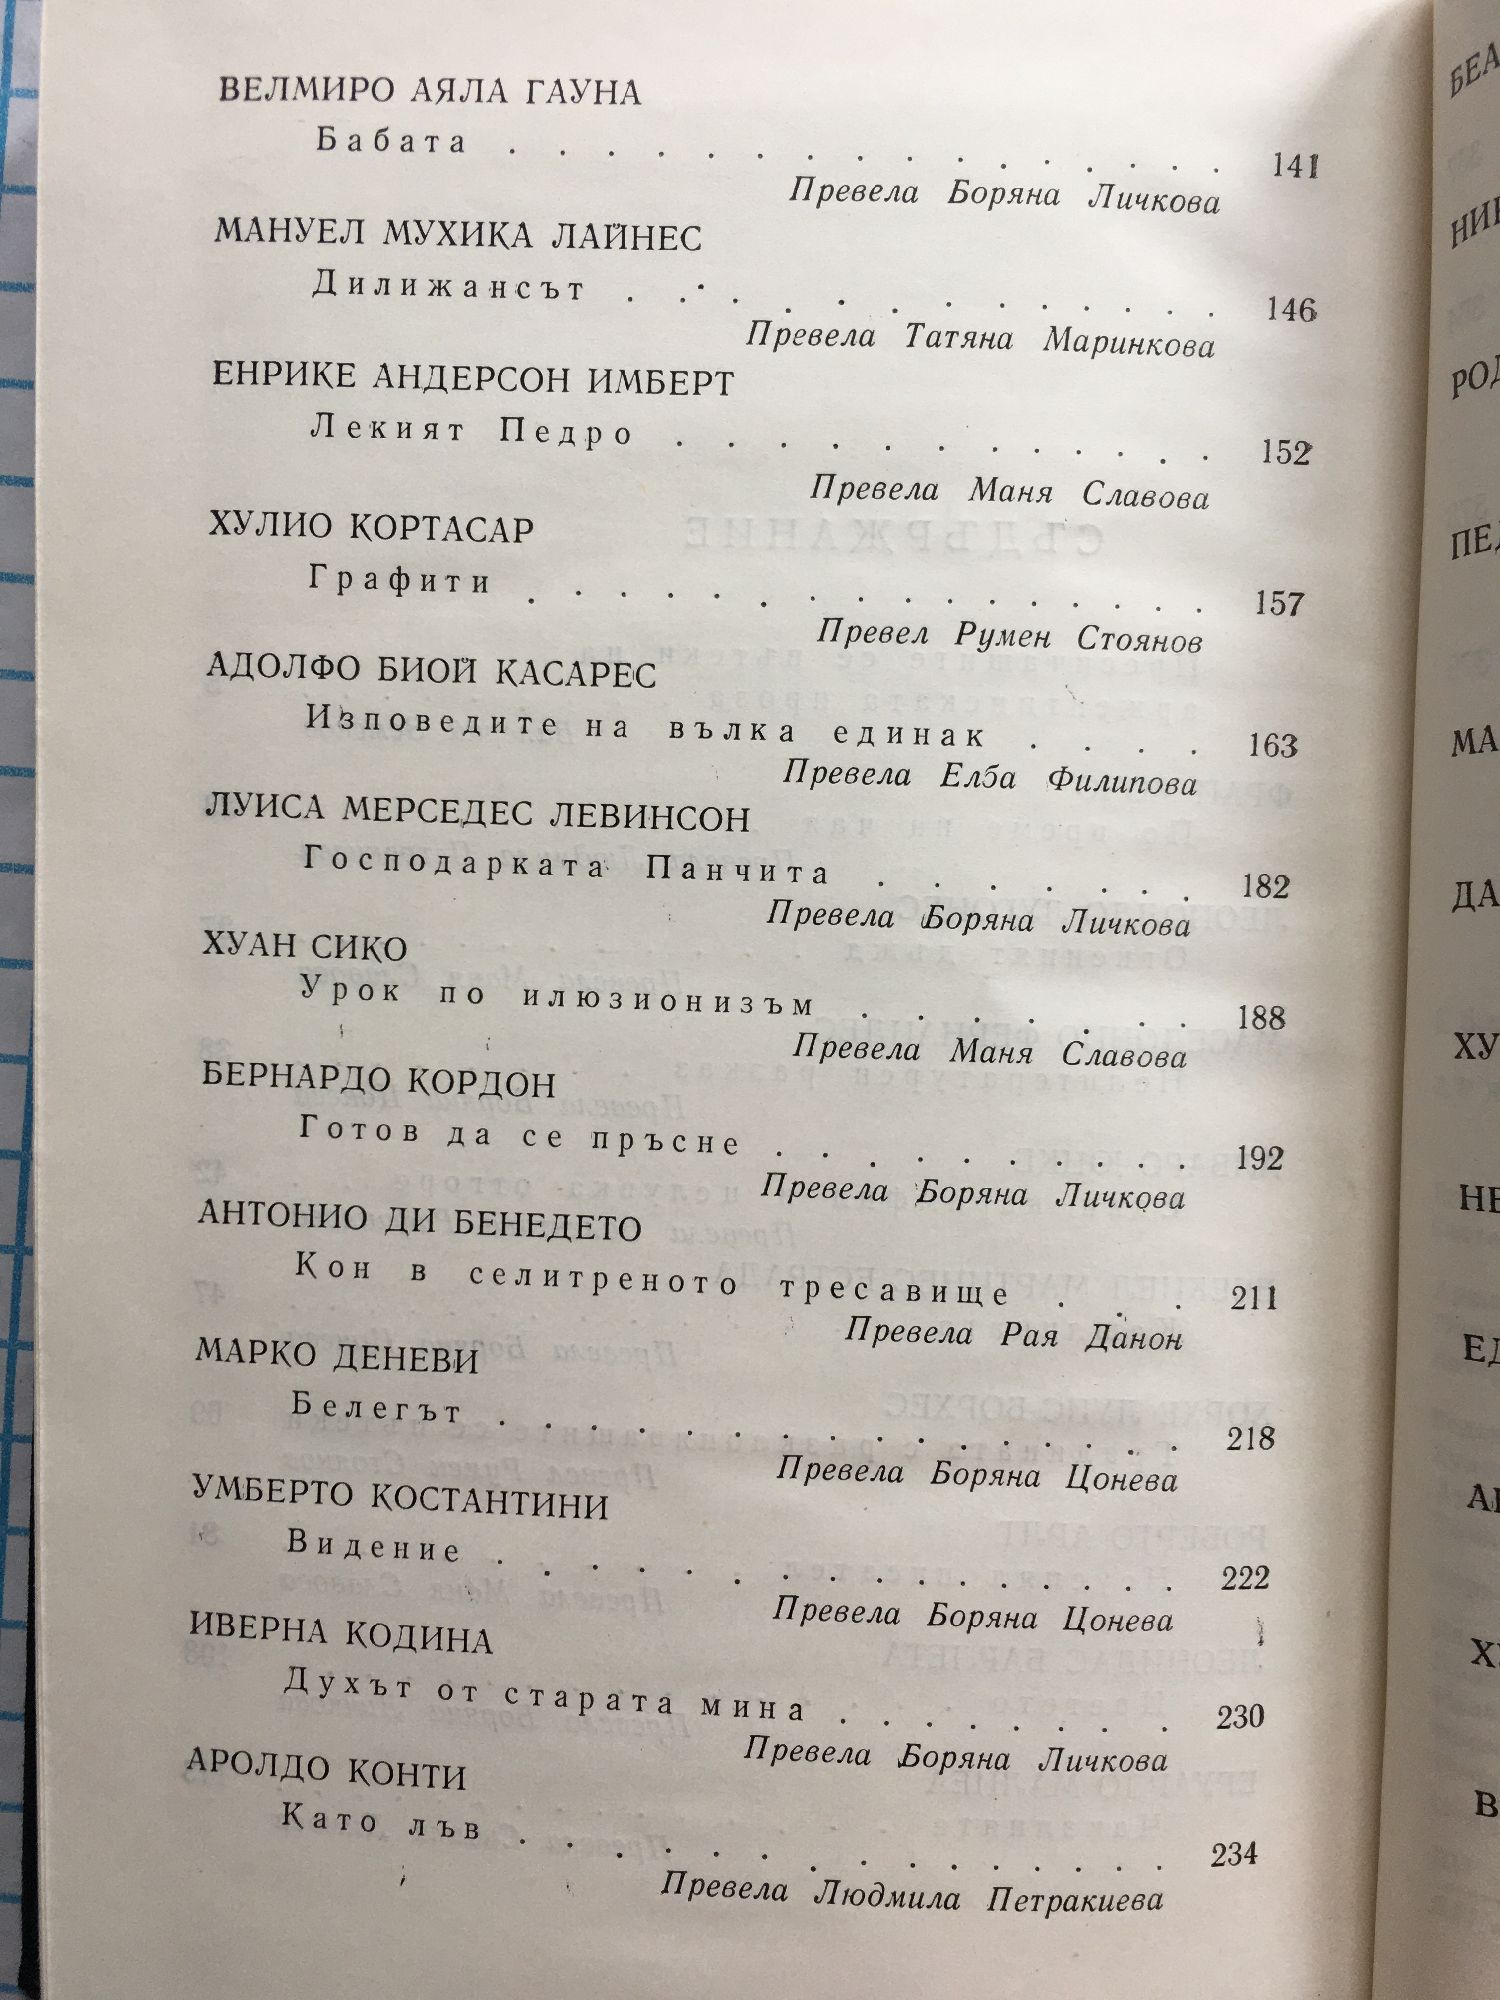 ВЕЛМИРО АЯЛА ГАУНА
Бабата . . . . . . . . . . . . . . . 141
Превела Боряна Личкова
МАНУЕЛ МУХИКА ЛАЙНЕС
Дилижансът . . . . . . . . . . . . 146
Превела Татяна Маринкова
ЕНРИКЕ АНДЕРСОН ИМБЕРТ
Лекият Педро . . . . . . . . . . . 152
Превела Маня Славова
ХУЛИО КОРТАСАР
Графити . . . . . . . . . . . . . . . 157
Превел Румен Стоянов
АДОЛФО БИОЙ КАСАРЕС
Изповедите на вълка единак . . . . 163
Превела Елба Филипова
ЛУИСА МЕРСЕДЕС ЛЕВИНСОН
Господарката Панчита . . . . . . . 182
Превела Боряна Личкова
ХУАН СИКО
Урок по илюзионизъм . . . . . . . 188
Превела Маня Славова
БЕРНАРДО КОРДОН
Готов да се пръсне . . . . . . . . . . 192
Превела Боряна Личкова
АНТОНИО ДИ БЕНЕДЕТО
Кон в селитреното тресавище . . . 211
Превела Рая Данон
МАРКО ДЕНЕВИ
Белегът . . . . . . . . . . . . . . . 218
Превела Боряна Цонева
УМБЕРТО КОСТАНТИНИ
Видение . . . . . . . . . . . . . . . 222
Превела Боряна Цонева
ИВЕРНА КОДИНА
Духът от старата мина . . . . . . . . 230
Превела Боряна Личкова
АРОЛДО КОНТИ
Като лъв . . . . . . . . . . . . . . 234
Превела Людмила Петракиева